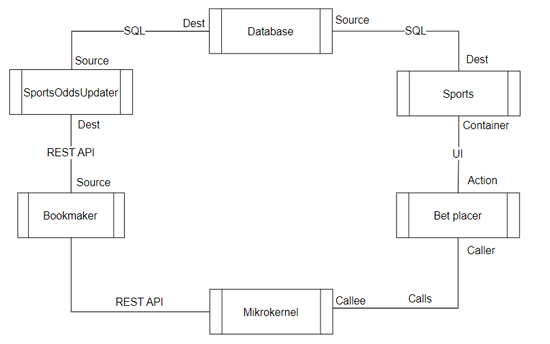 Source
Dest
Database
SQL
SQL
Source
Dest
SportsOddsUpdater
Sports
Dest
Container
REST API
UI
Source
Action
Bookmaker
Bet placer
Caller
REST API
Callee
Calls
Mikrokernel